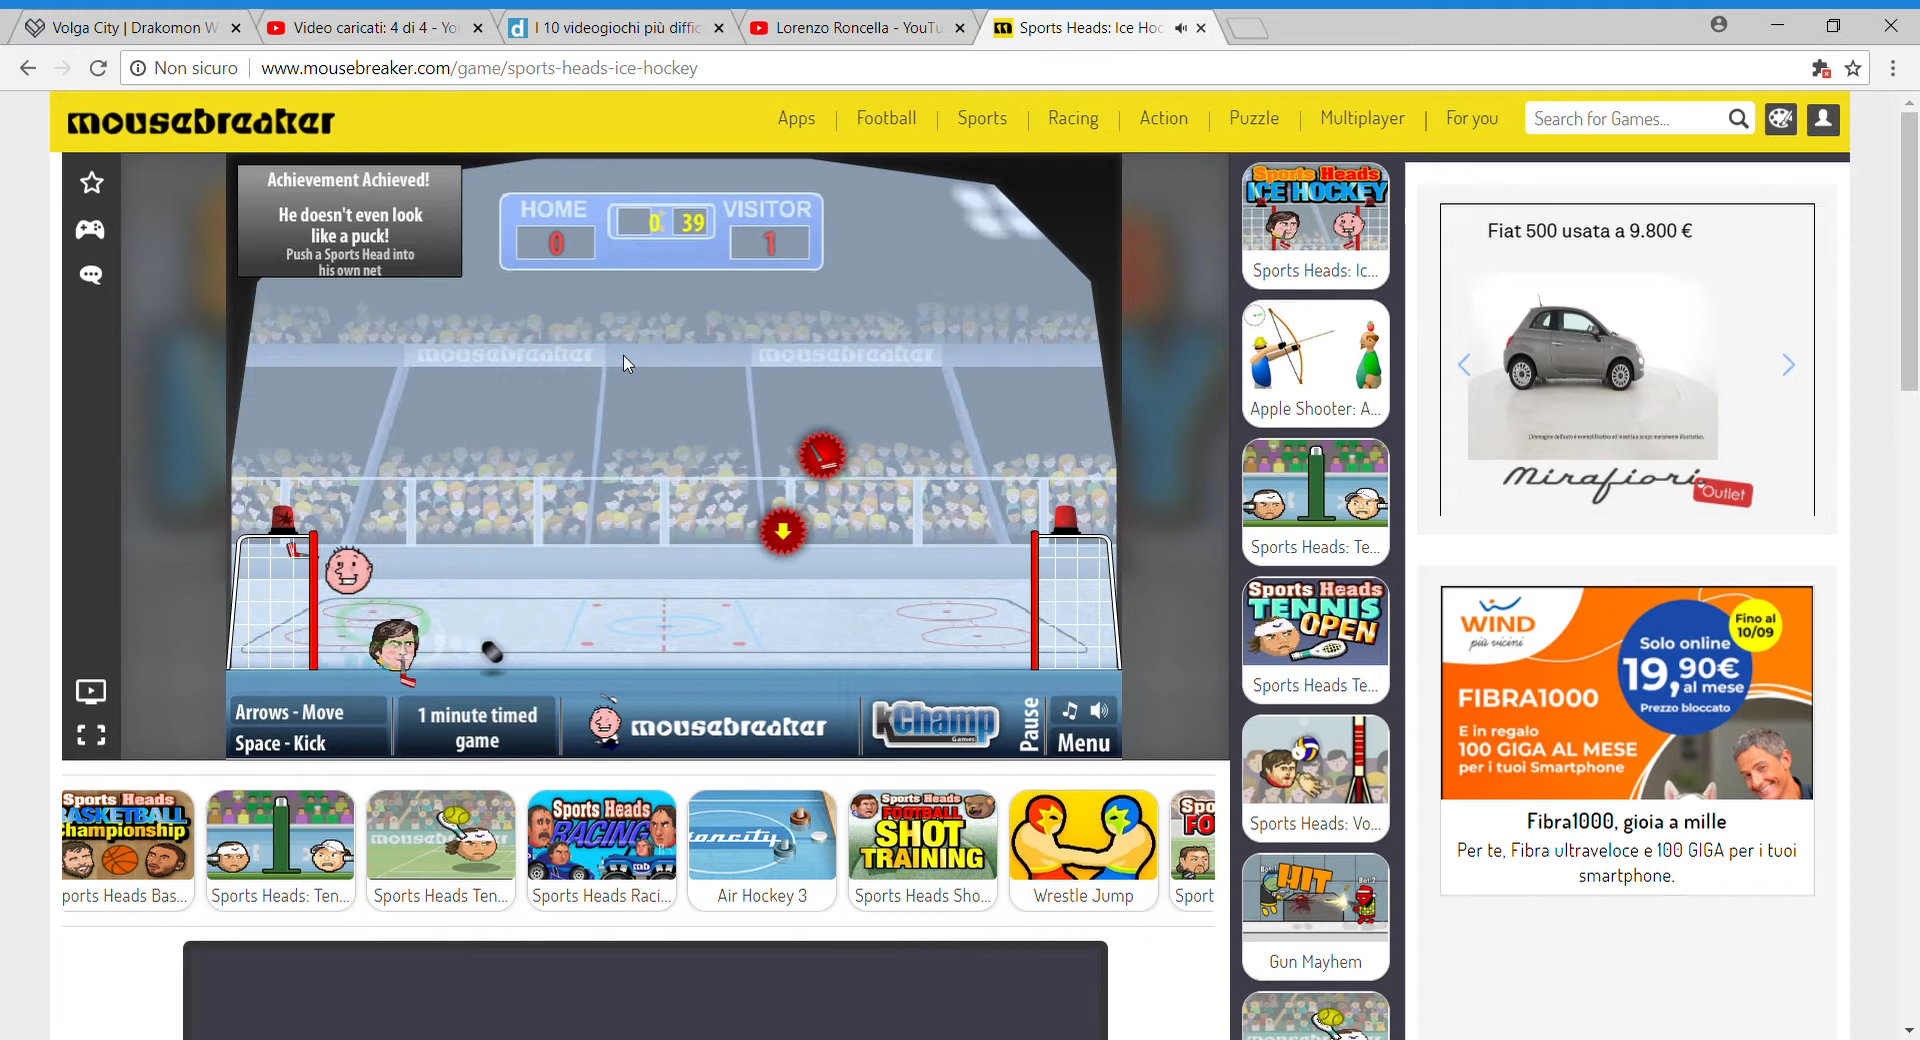 Volga City | Drakomon W
Video caricati: 4 di 4 - Yo
I 10 videogiochi più diffic
Lorenzo Roncella - YouTu
Sports Heads: Ice Hoc
Non sicuro
www.mousebreaker.com/game/sports-heads-ice-hockey
mousebreaker
Apps
Football
Sports
Racing
Action
Puzzle
Multiplayer
For you
Search for Games...
Achievement Achieved!
He doesn't even look
like a puck!
Push a Sports Head into
his own net
HOME
0
0
39
VISITOR
1
mousebreaker
mousebreaker
Arrows - Move
Space - Kick
1 minute timed
game
mousebreaker
kChamp
Games
Pause
Menu
Sports Heads
ICE HOCKEY
Sports Heads: Ic...
Apple Shooter: A...
Sports Heads: Te...
Sports Heads
TENNIS
OPEN
Sports Heads Te...
Sports Heads: Vo...
HIT
Gun Mayhem
Fiat 500 usata a 9.800 €
Mirafiori
Outlet
WIND
più vicini
Fino al
10/09
Solo online
19,90€
al mese
Prezzo bloccato
FIBRA1000
E in regalo
100 GIGA AL MESE
per i tuoi Smartphone
Fibra1000, gioia a mille
Per te, Fibra ultraveloce e 100 GIGA per i tuoi
smartphone.
Sports Heads
BASKETBALL
Championship
ports Heads Bas...
Sports Heads: Ten...
Sports Heads Ten...
Sports Heads
RACING
Sports Heads Raci...
Air Hockey 3
Sports Heads
FOOTBALL
SHOT
TRAINING
Sports Heads Sho...
Wrestle Jump
Spo
FO
Sport